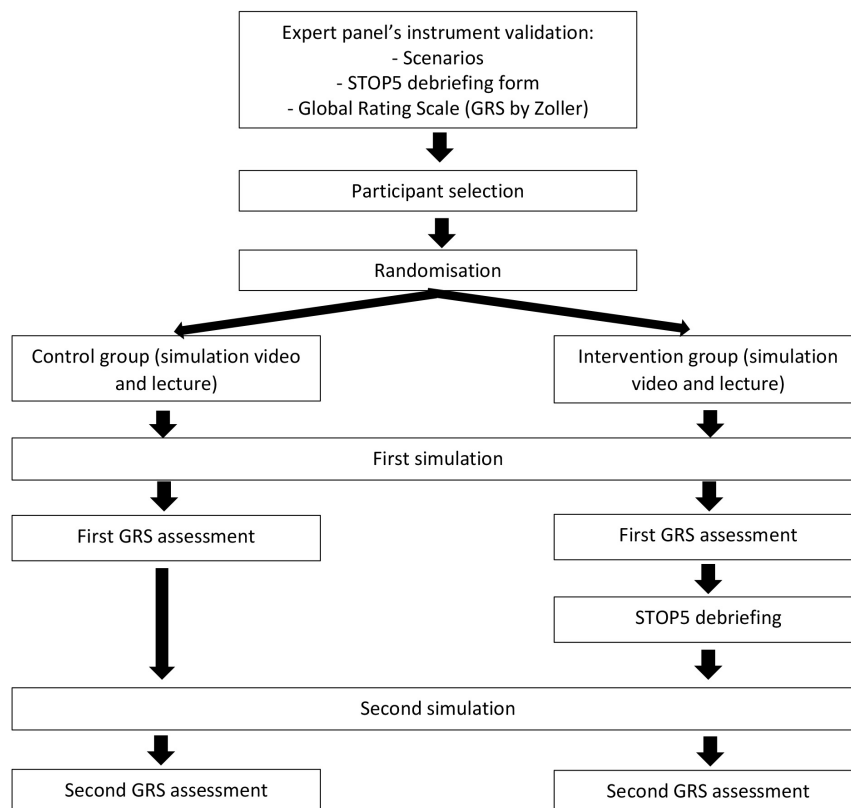 Expert panel’s instrument validation:
- Scenarios
- STOP5 debriefing form
- Global Rating Scale (GRS by Zoller)
Participant selection
Randomisation
Control group (simulation video
and lecture)
Intervention group (simulation
video and lecture)
First simulation
First GRS assessment
First GRS assessment
STOP5 debriefing
Second simulation
Second GRS assessment
Second GRS assessment